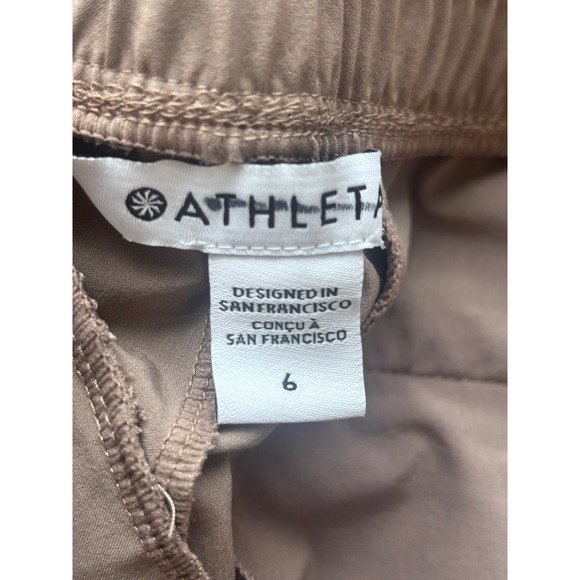 ATHLETA
DESIGNED IN
SAN FRANCISCO
CONÇU À
SAN FRANCISCO
6